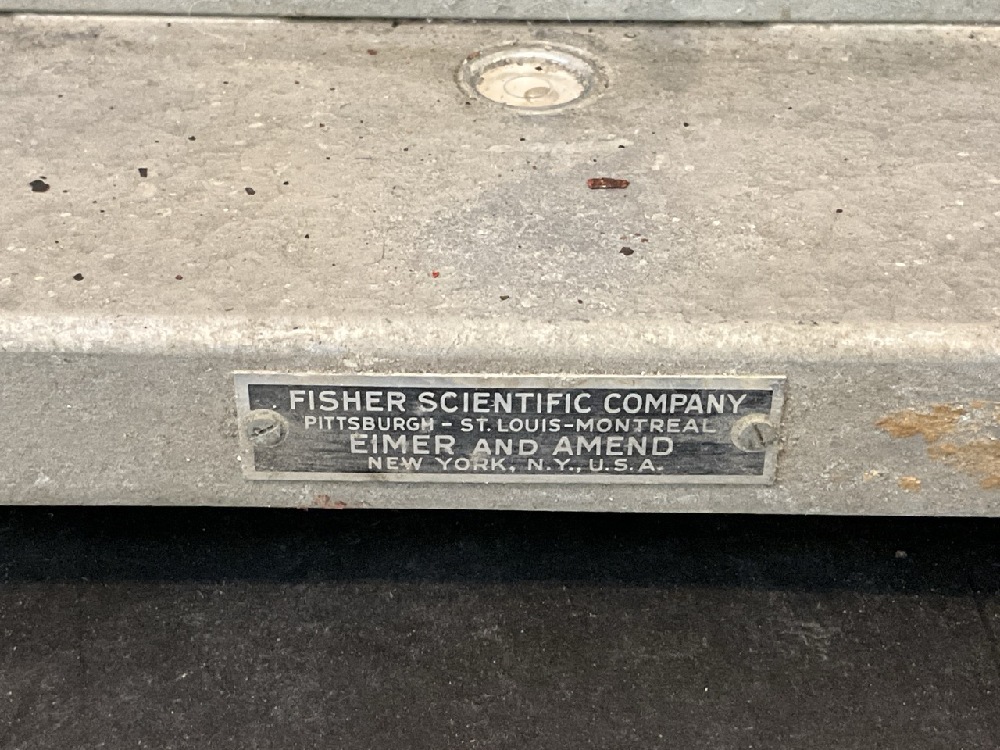 FISHER SCIENTIFIC COMPANY
PITTSBURGH - ST. LOUIS - MONTREAL
EIMER AND AMEND
NEW YORK, N.Y., U.S.A.